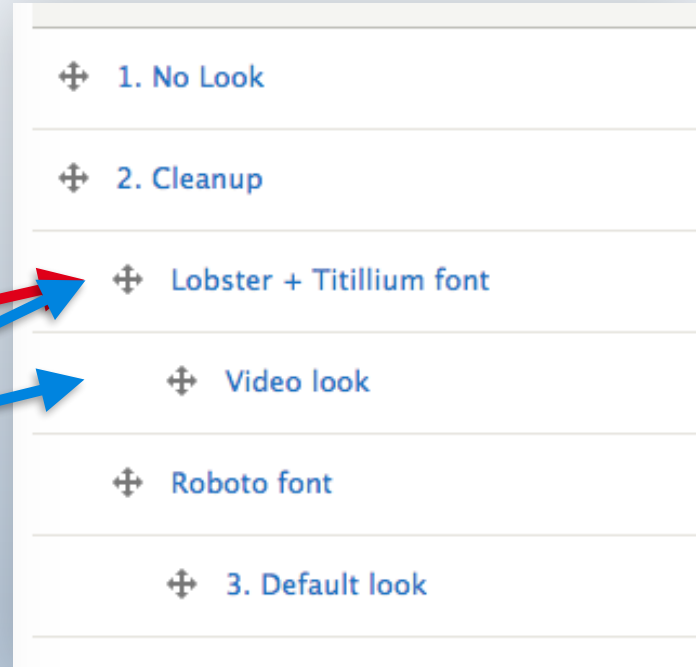 1. No Look
2. Cleanup
Lobster + Titillium font
Video look
Roboto font
3. Default look